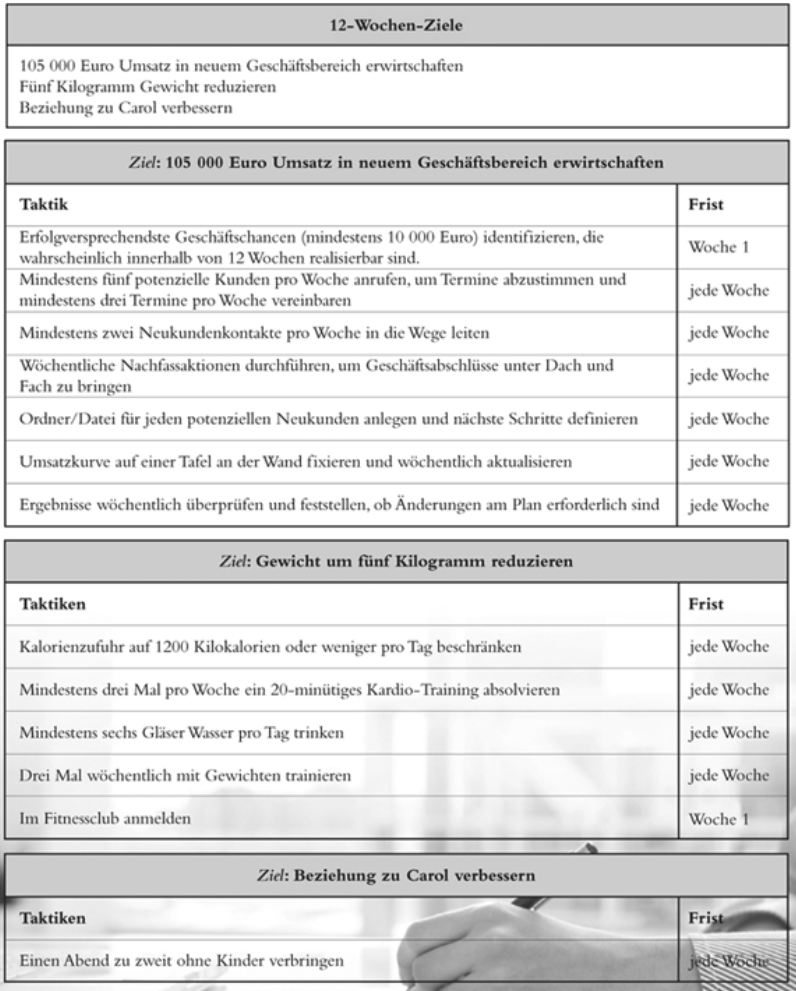 12-Wochen-Ziele
105 000 Euro Umsatz in neuem Geschäftsbereich erwirtschaften
Fünf Kilogramm Gewicht reduzieren
Beziehung zu Carol verbessern
Ziel: 105 000 Euro Umsatz in neuem Geschäftsbereich erwirtschaften
Taktik Frist
Erfolgversprechendste Geschäftschancen (mindestens 10 000 Euro) identifizieren, die
wahrscheinlich innerhalb von 12 Wochen realisierbar sind. Woche 1
Mindestens fünf potenzielle Kunden pro Woche anrufen, um Termine abzustimmen und
mindestens drei Termine pro Woche vereinbaren jede Woche
Mindestens zwei Neukundenkontakte pro Woche in die Wege leiten jede Woche
Wöchentliche Nachfassaktionen durchführen, um Geschäftsabschlüsse unter Dach und
Fach zu bringen jede Woche
Ordner/Datei für jeden potenziellen Neukunden anlegen und nächste Schritte definieren jede Woche
Umsatzkurve auf einer Tafel an der Wand fixieren und wöchentlich aktualisieren jede Woche
Ergebnisse wöchentlich überprüfen und feststellen, ob Änderungen am Plan erforderlich sind jede Woche
Ziel: Gewicht um fünf Kilogramm reduzieren
Taktiken Frist
Kalorienzufuhr auf 1200 Kilokalorien oder weniger pro Tag beschränken jede Woche
Mindestens drei Mal pro Woche ein 20-minütiges Kardio-Training absolvieren jede Woche
Mindestens sechs Gläser Wasser pro Tag trinken jede Woche
Drei Mal wöchentlich mit Gewichten trainieren jede Woche
Im Fitnessclub anmelden Woche 1
Ziel: Beziehung zu Carol verbessern
Taktiken Frist
Einen Abend zu zweit ohne Kinder verbringen jede Woche